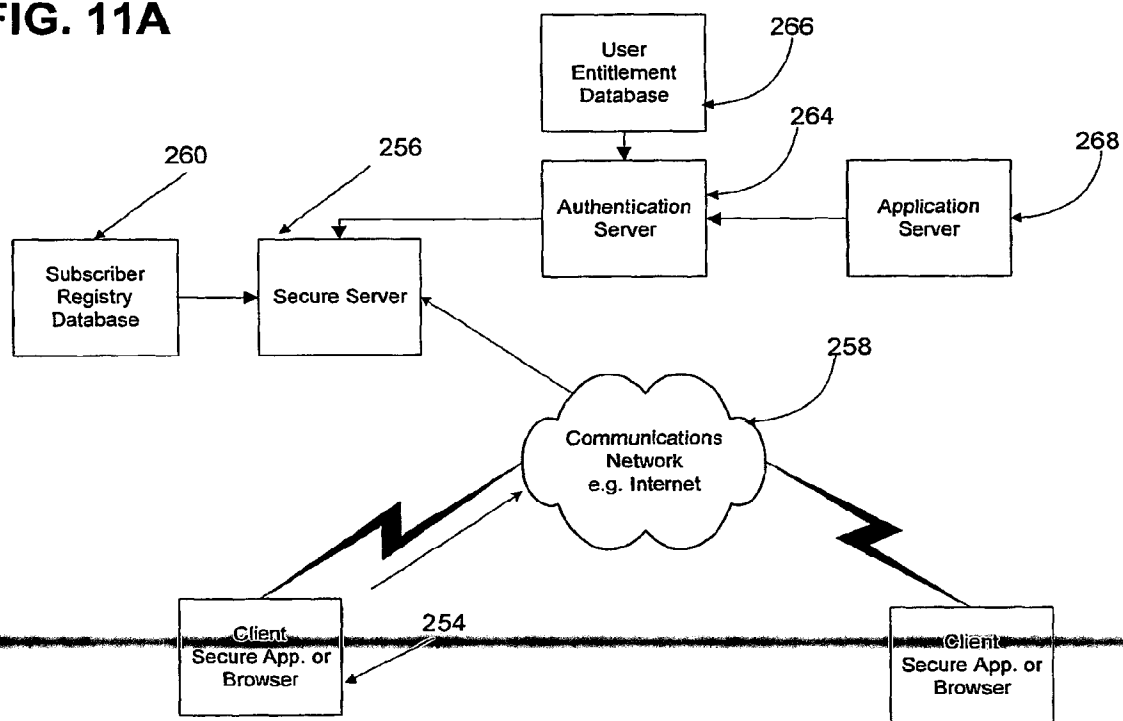 FIG. 11A
266
User
Entitlement
Database
264
260
256
268
Authentication
Server
Application
Server
Subscriber
Registry
Database
Secure Server
258
Communications
Network
e.g. Internet
254
Client
Secure App. or
Browser
Client
Secure App. or
Browser